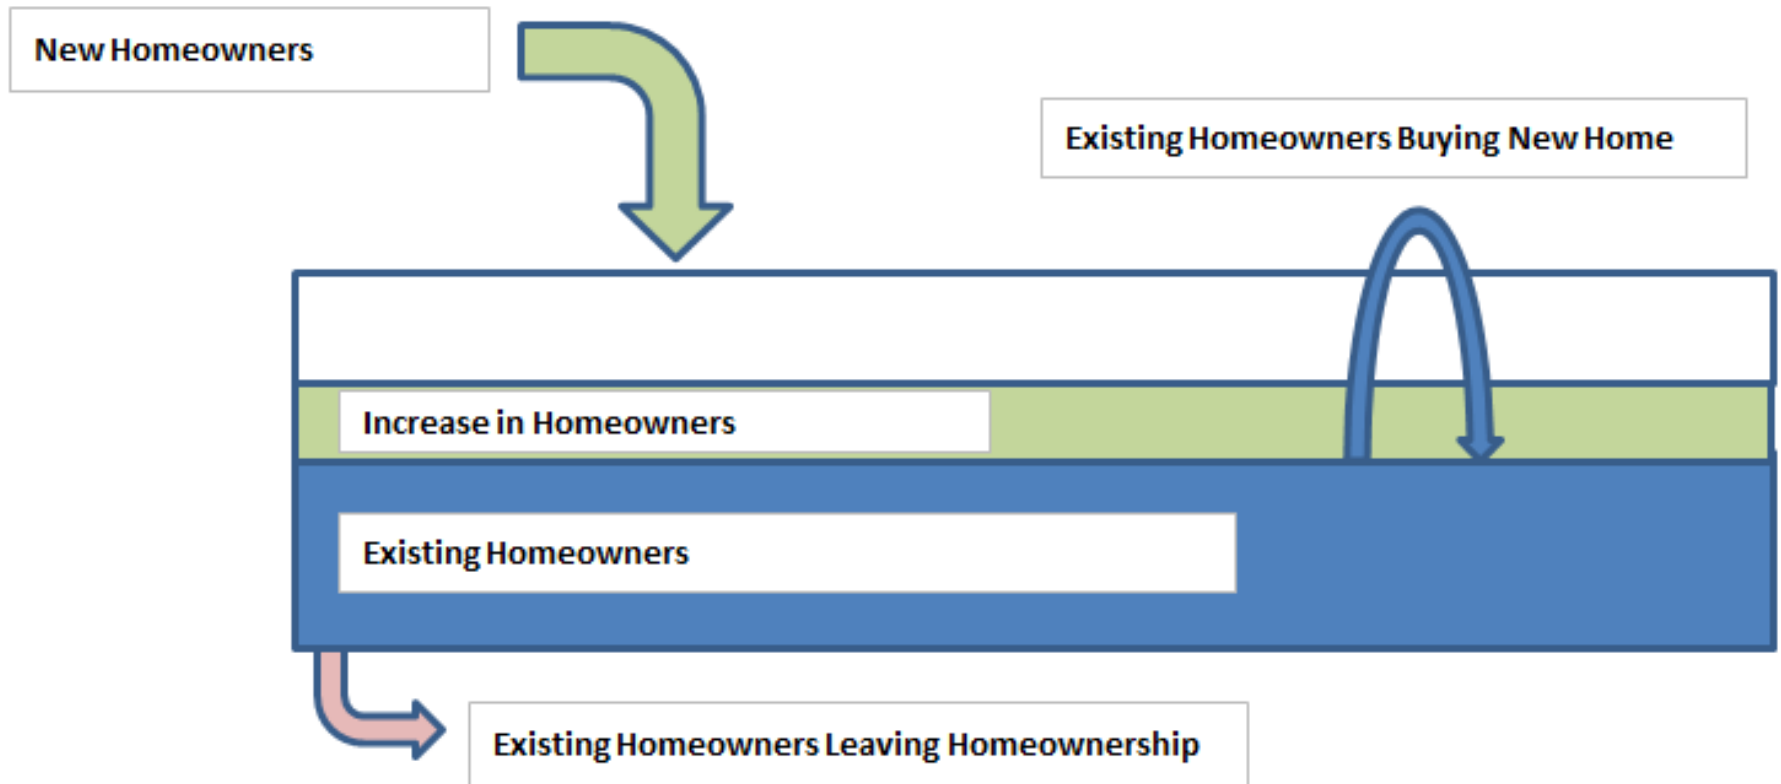 New Homeowners
Existing Homeowners Buying New Home
Increase in Homeowners
Existing Homeowners
Existing Homeowners Leaving Homeownership